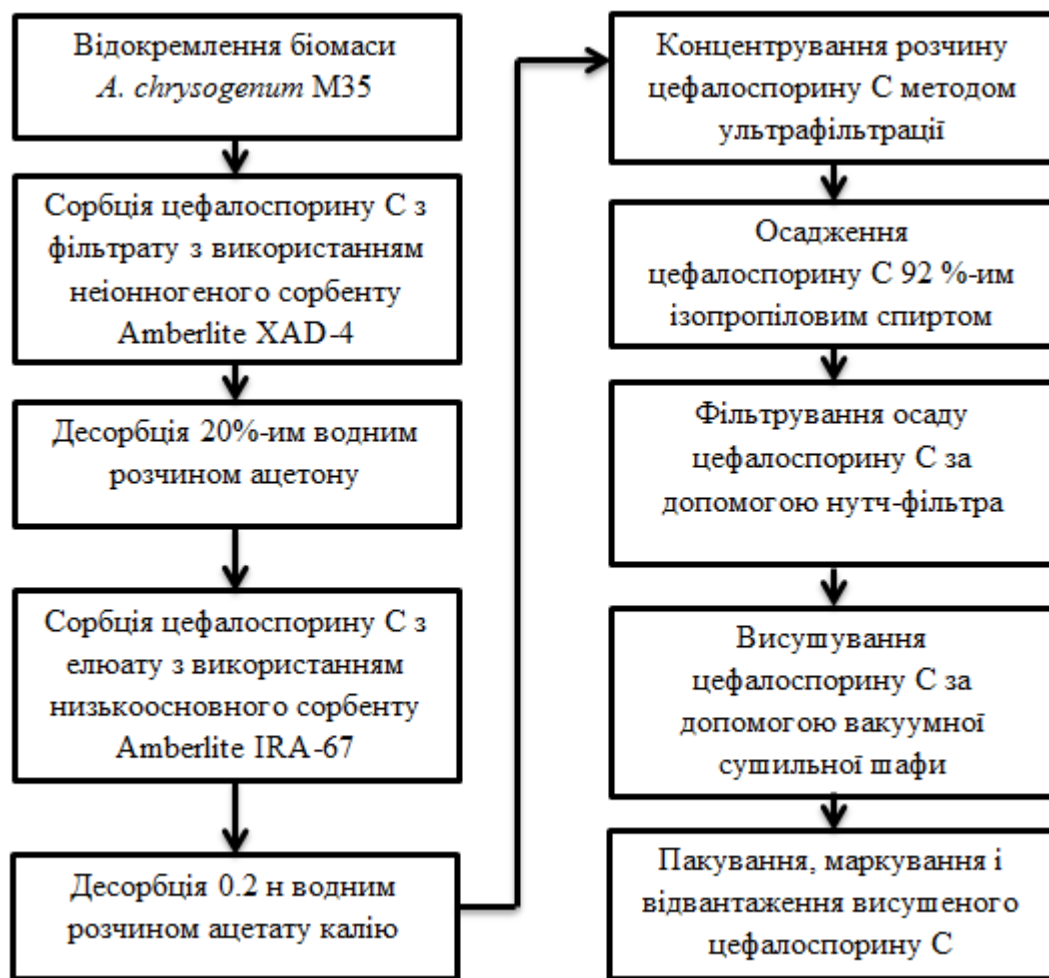 Відокремлення біомаси
A. chrysogenum М35
Сорбція цефалоспорину С з
фільтрату з використанням
неіонногеного сорбенту
Amberlite XAD-4
Десорбція 20%-им водним
розчином ацетону
Сорбція цефалоспорину С з
елюату з використанням
низькоосновного сорбенту
Amberlite IRA-67
Десорбція 0.2 н водним
розчином ацетату калію
Концентрування розчину
цефалоспорину С методом
ультрафільтрації
Осадження
цефалоспорину С 92 %-им
ізопропіловим спиртом
Фільтрування осаду
цефалоспорину С за
допомогою нутч-фільтра
Висушування
цефалоспорину С за
допомогою вакуумної
сушильної шафи
Пакування, маркування і
відвантаження висушеного
цефалоспорину С